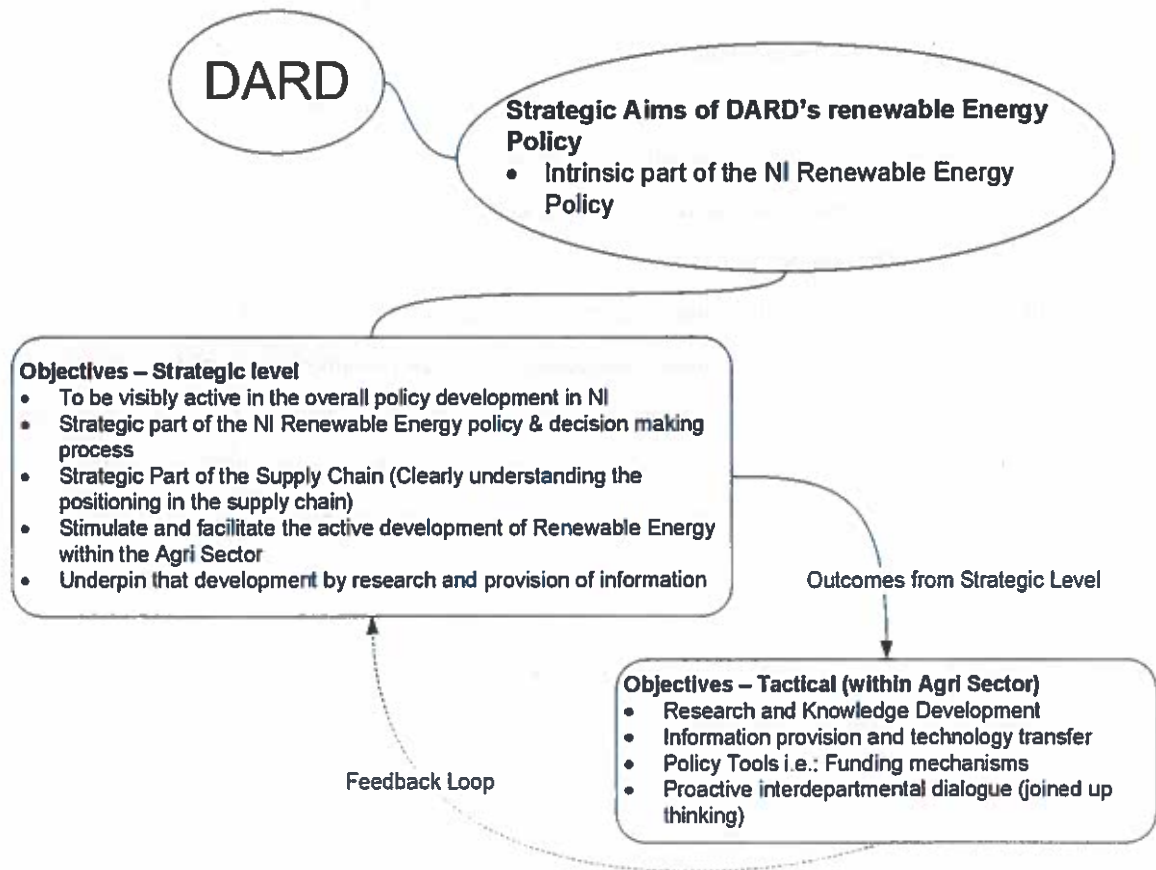 DARD
Strategic Aims of DARD's renewable Energy
Policy
• Intrinsic part of the NI Renewable Energy
Policy
Objectives – Strategic level
• To be visibly active in the overall policy development in NI
• Strategic part of the NI Renewable Energy policy & decision making
process
• Strategic Part of the Supply Chain (Clearly understanding the
positioning in the supply chain)
• Stimulate and facilitate the active development of Renewable Energy
within the Agri Sector
• Underpin that development by research and provision of information
Outcomes from Strategic Level
Objectives – Tactical (within Agri Sector)
• Research and Knowledge Development
• Information provision and technology transfer
• Policy Tools i.e.: Funding mechanisms
• Proactive interdepartmental dialogue (joined up
thinking)
Feedback Loop